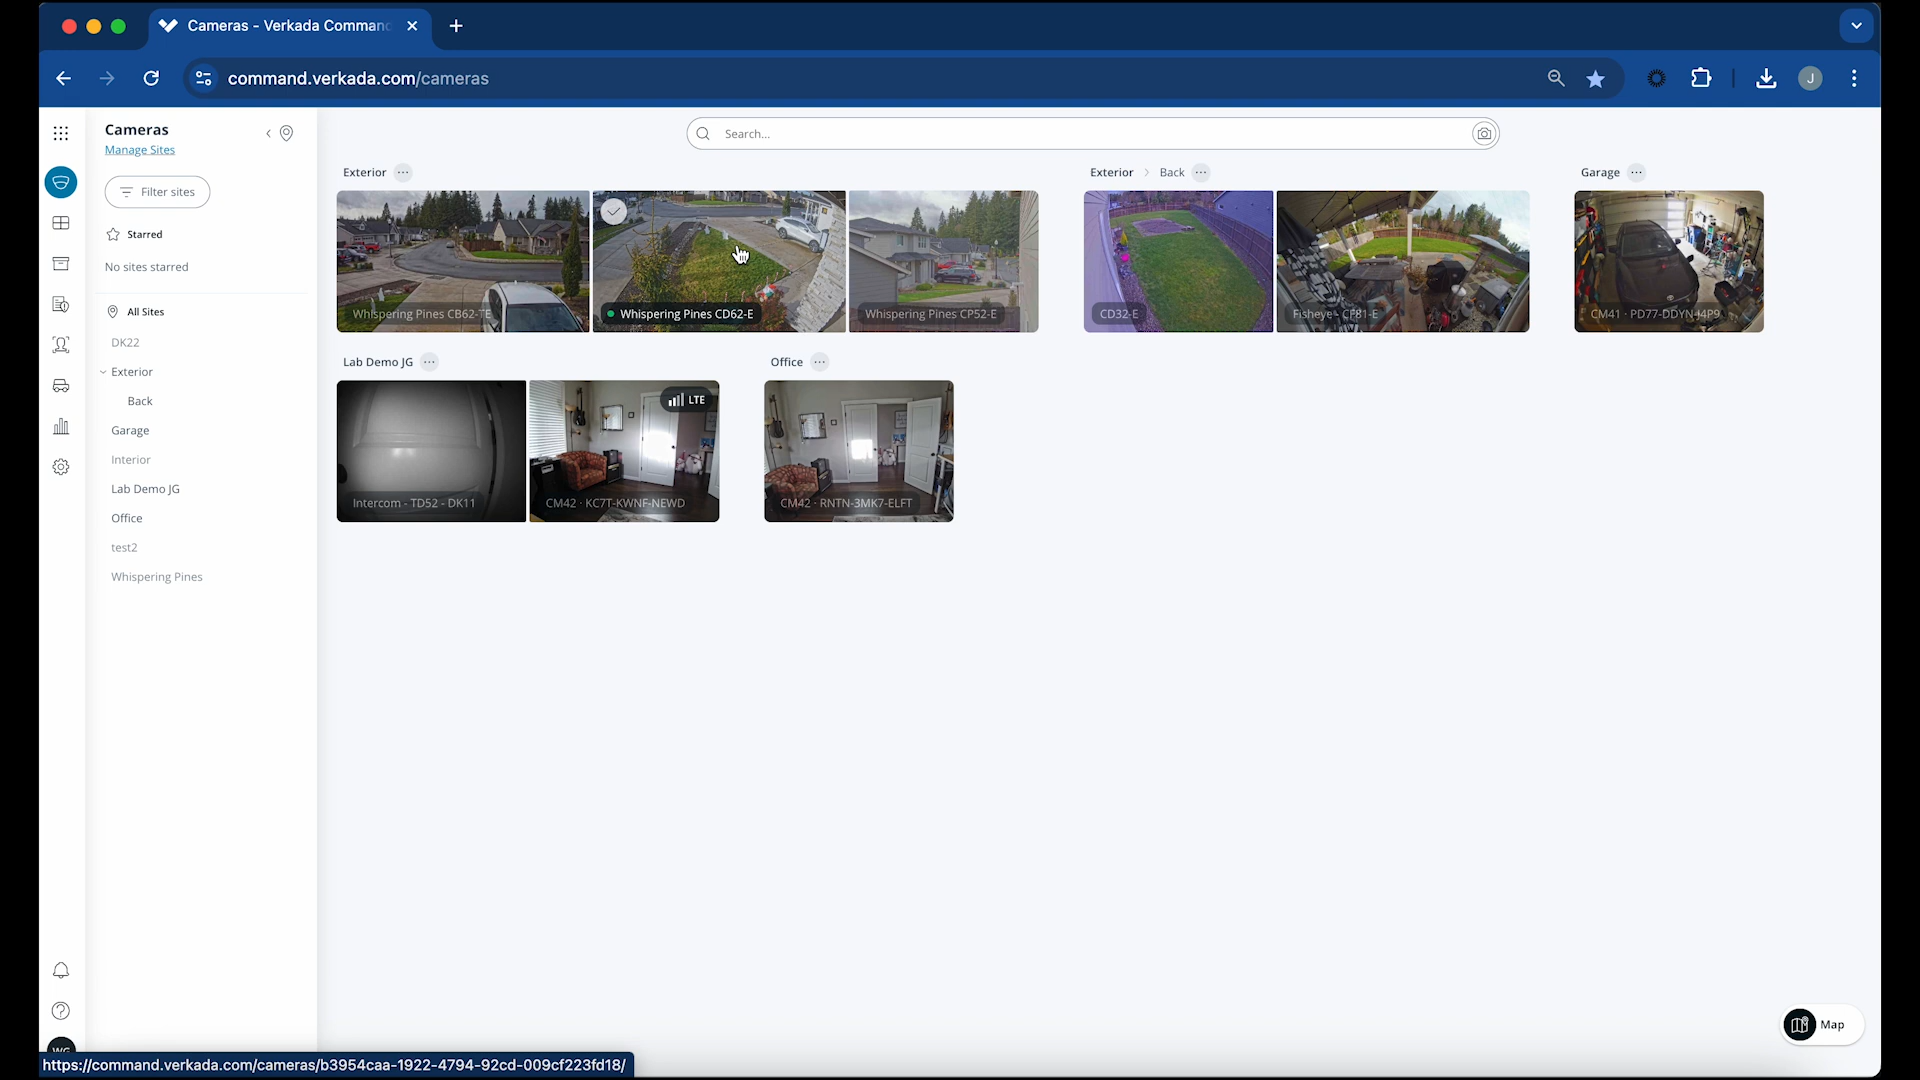 Cameras - Verkada Comman
command.verkada.com/cameras
J
Cameras
Manage Sites
Filter sites
Starred
No sites starred
All Sites
DK22
Exterior
Back
Garage
Interior
Lab Demo JG
Office
test2
Whispering Pines
WG
Search...
Exterior
Whispering Pines CB62-TE
Whispering Pines CD62-E
Whispering Pines CP52-E
Exterior > Back
CD32-E
Fisheye - CF81-E
Garage
CM41 · PD77-DDYN-J4P9
Lab Demo JG
Intercom - TD52 - DK11
LTE
CM42 · KC7T-KWNF-NEWD
Office
CM42 · RNTN-3MK7-ELFT
Map
https://command.verkada.com/cameras/b3954caa-1922-4794-92cd-009cf223fd18/